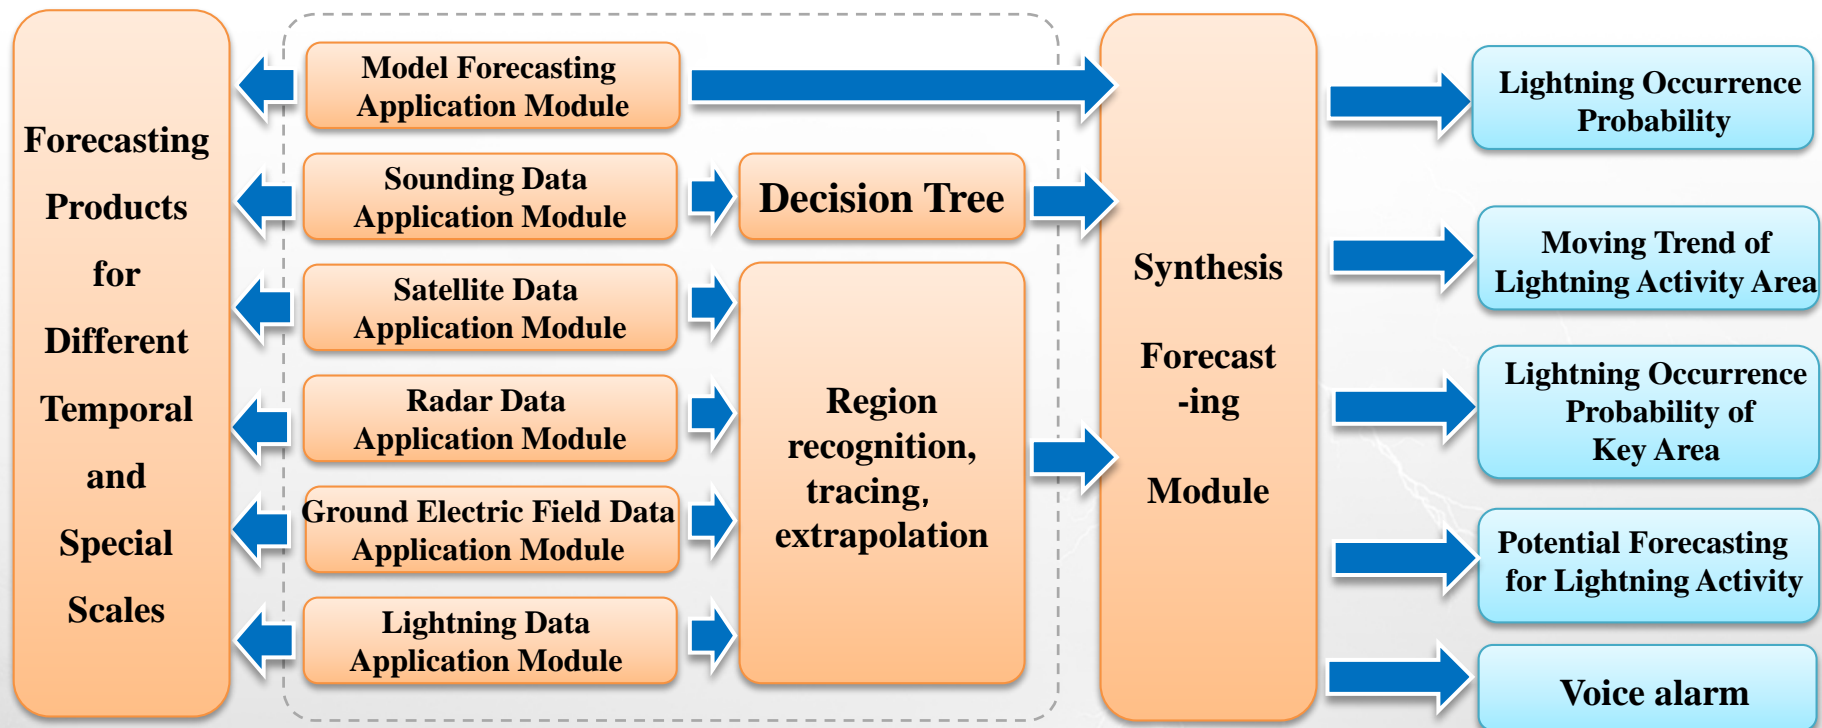 Forecasting
Products
for
Different
Temporal
and
Special
Scales
Model Forecasting
Application Module
Sounding Data
Application Module
Satellite Data
Application Module
Radar Data
Application Module
Ground Electric Field Data
Application Module
Lightning Data
Application Module
Decision Tree
Region
recognition,
tracing,
extrapolation
Synthesis
Forecast
-ing
Module
Lightning Occurrence
Probability
Moving Trend of
Lightning Activity Area
Lightning Occurrence
Probability of
Key Area
Potential Forecasting
for Lightning Activity
Voice alarm